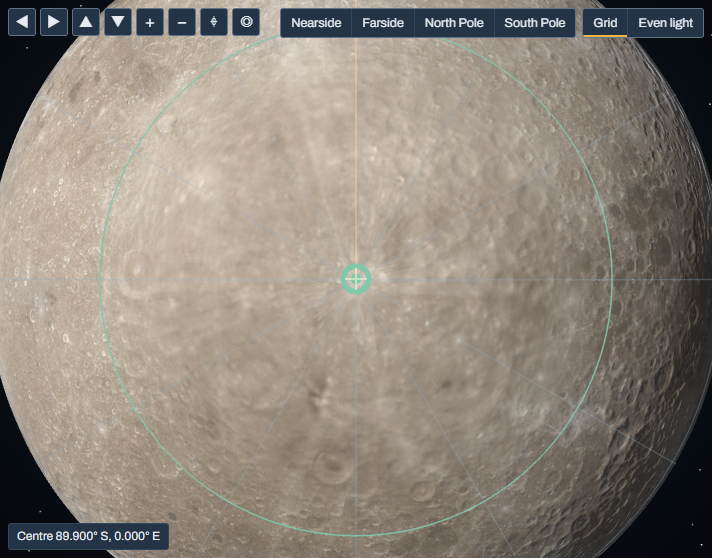 Nearside Farside North Pole South Pole Grid Even light
Centre 89.900° S, 0.000° E